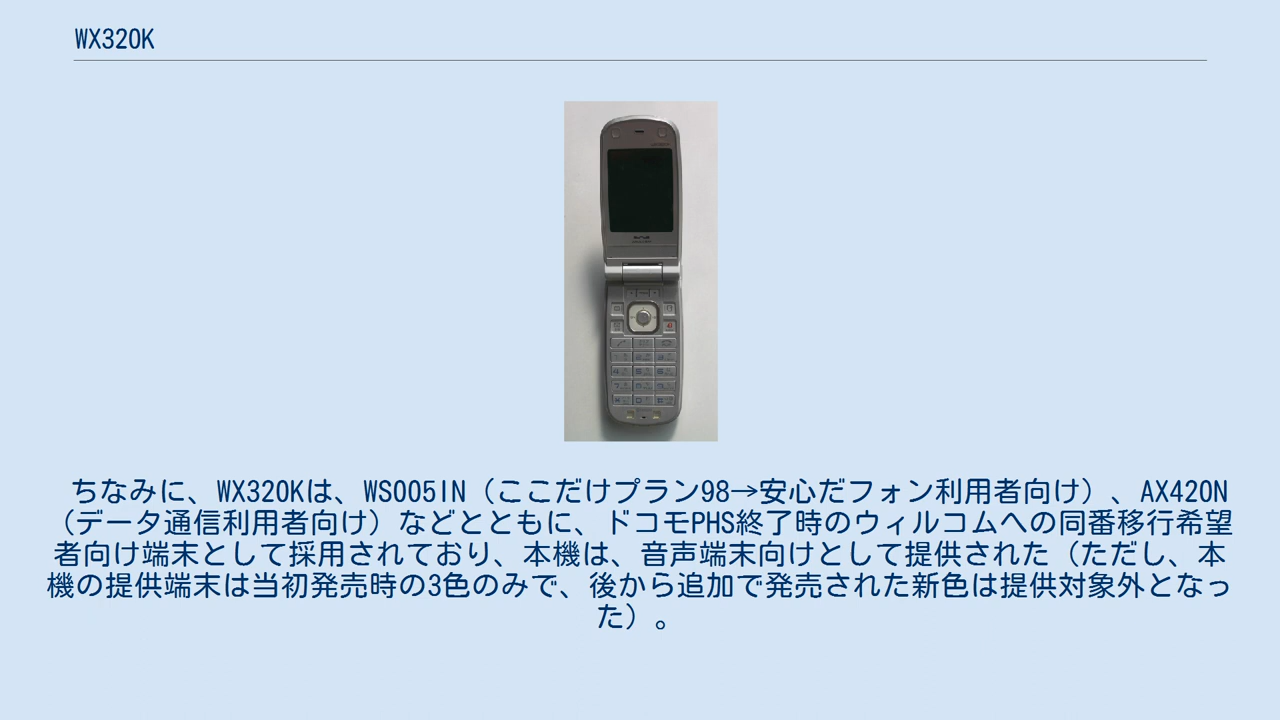 WX320K
ちなみに、WX320Kは、WS005IN（ここだけプラン98→安心だフォン利用者向け）、AX420N
（データ通信利用者向け）などとともに、ドコモPHS終了時のウィルコムへの同番移行希望
者向け端末として採用されており、本機は、音声端末向けとして提供された（ただし、本
機の提供端末は当初発売時の3色のみで、後から追加で発売された新色は提供対象外となっ
た）。